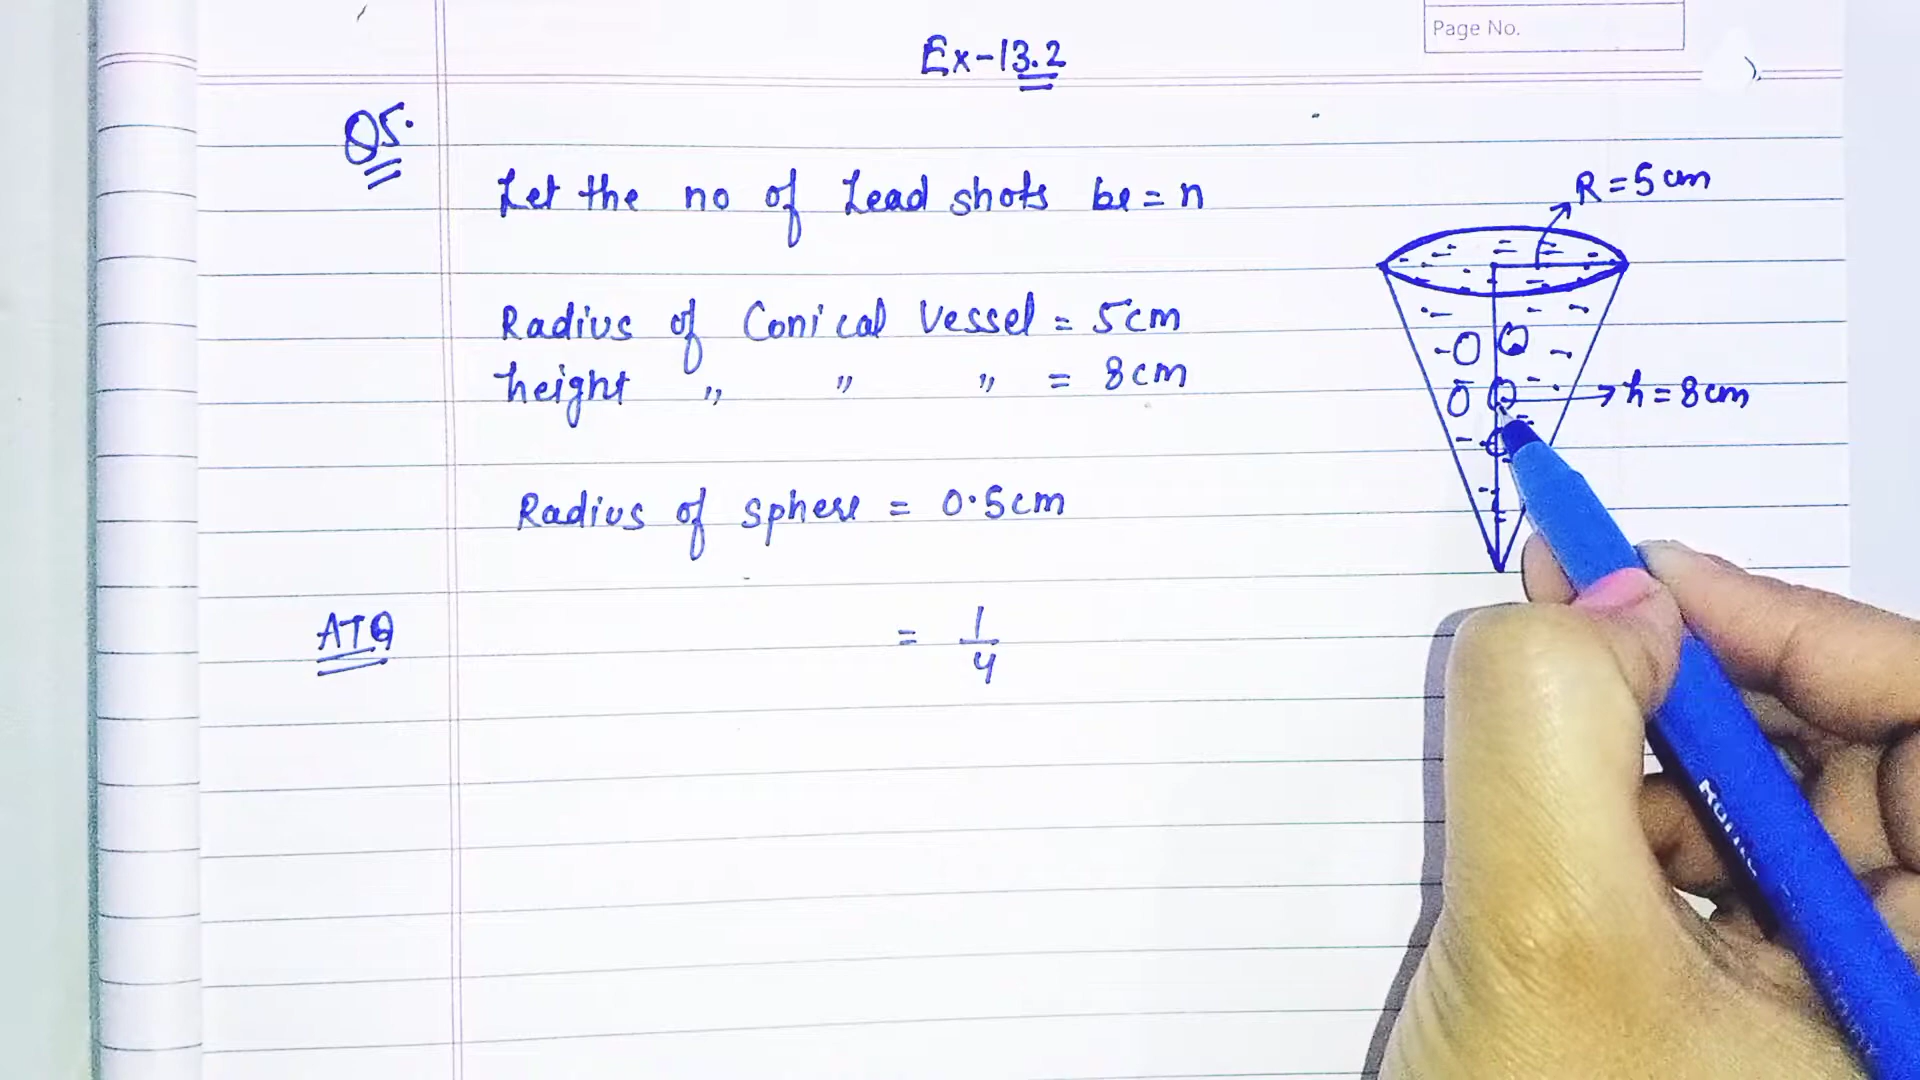 Page No.
Ex-13.2
Q5.
Let the no of Lead shots be = n
R = 5 cm
Radius of Conical Vessel = 5cm
height „ „ „ = 8cm
h = 8cm
Radius of sphere = 0.5cm
ATQ = 1/4